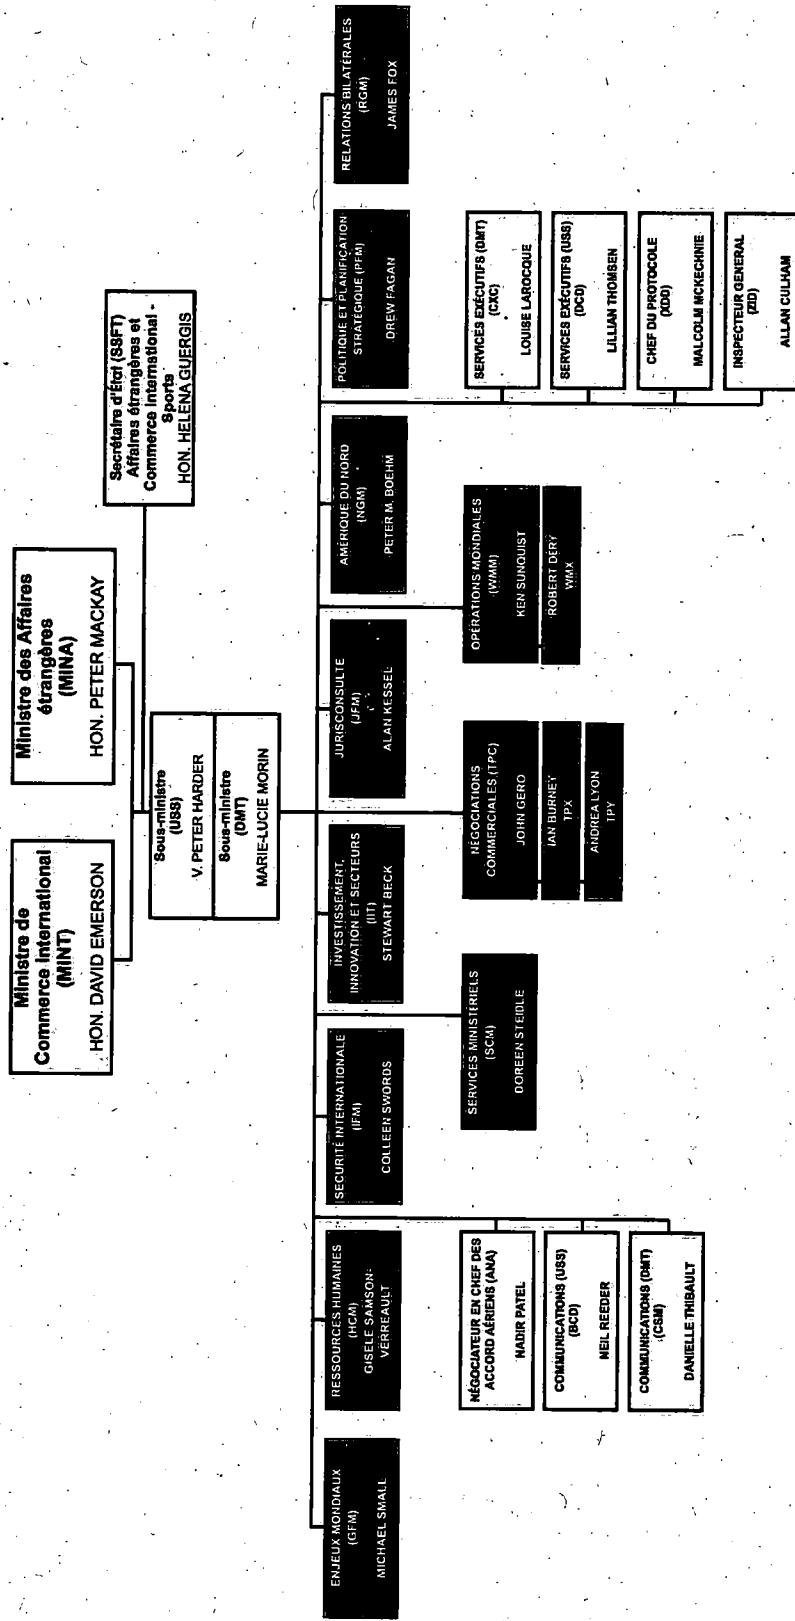 Ministre de
Commerce international
(MINT)
HON. DAVID EMERSON
Ministre des Affaires
étrangères
(MINA)
HON. PETER MACKAY
Secrétaire d'État (SSFT)
Affaires étrangères et
Commerce international -
Sports
HON. HELENA GUERGIS
Sous-ministre
(USS)
V. PETER HARDER
Sous-ministre
(DMT)
MARIE-LUCIE MORIN
ENJEUX MONDIAUX
(GFM)
MICHAEL SMALL
RESSOURCES HUMAINES
(HCM)
GISELE SAMSON-
VERREAULT
SÉCURITÉ INTERNATIONALE
(IFM)
COLLEEN SWORDS
INVESTISSEMENT,
INNOVATION ET SECTEURS
(IIT)
STEWART BECK
JURISCONSULTE
(JFM)
ALAN KESSEL
AMÉRIQUE DU NORD
(NGM)
PETER M. BOEHM
POLITIQUE ET PLANIFICATION
STRATÉGIQUE (PFM)
DREW FAGAN
RELATIONS BILATÉRALES
(RGM)
JAMES FOX
NÉGOCIATEUR EN CHEF DES
ACCORD AÉRIENS (ANA)
NADIR PATEL
COMMUNICATIONS (USS)
(BCD)
NEIL REEDER
COMMUNICATIONS (DMT)
(CSM)
DANIELLE THIBAULT
SERVICES MINISTÉRIELS
(SCM)
DOREEN STEIDLE
NÉGOCIATIONS
COMMERCIALES (TPC)
JOHN GERO
IAN BURNEY
TPX
ANDREA LYON
TPY
OPÉRATIONS MONDIALES
(WMM)
KEN SUNQUIST
ROBERT DÉRY
WMX
SERVICES EXÉCUTIFS (DMT)
(CXC)
LOUISE LAROCQUE
SERVICES EXÉCUTIFS (USS)
(DCD)
LILLIAN THOMSEN
CHEF DU PROTOCOLE
(XDD)
MALCOLM MCKECHNIE
INSPECTEUR GENERAL
(ZID)
ALLAN CULHAM